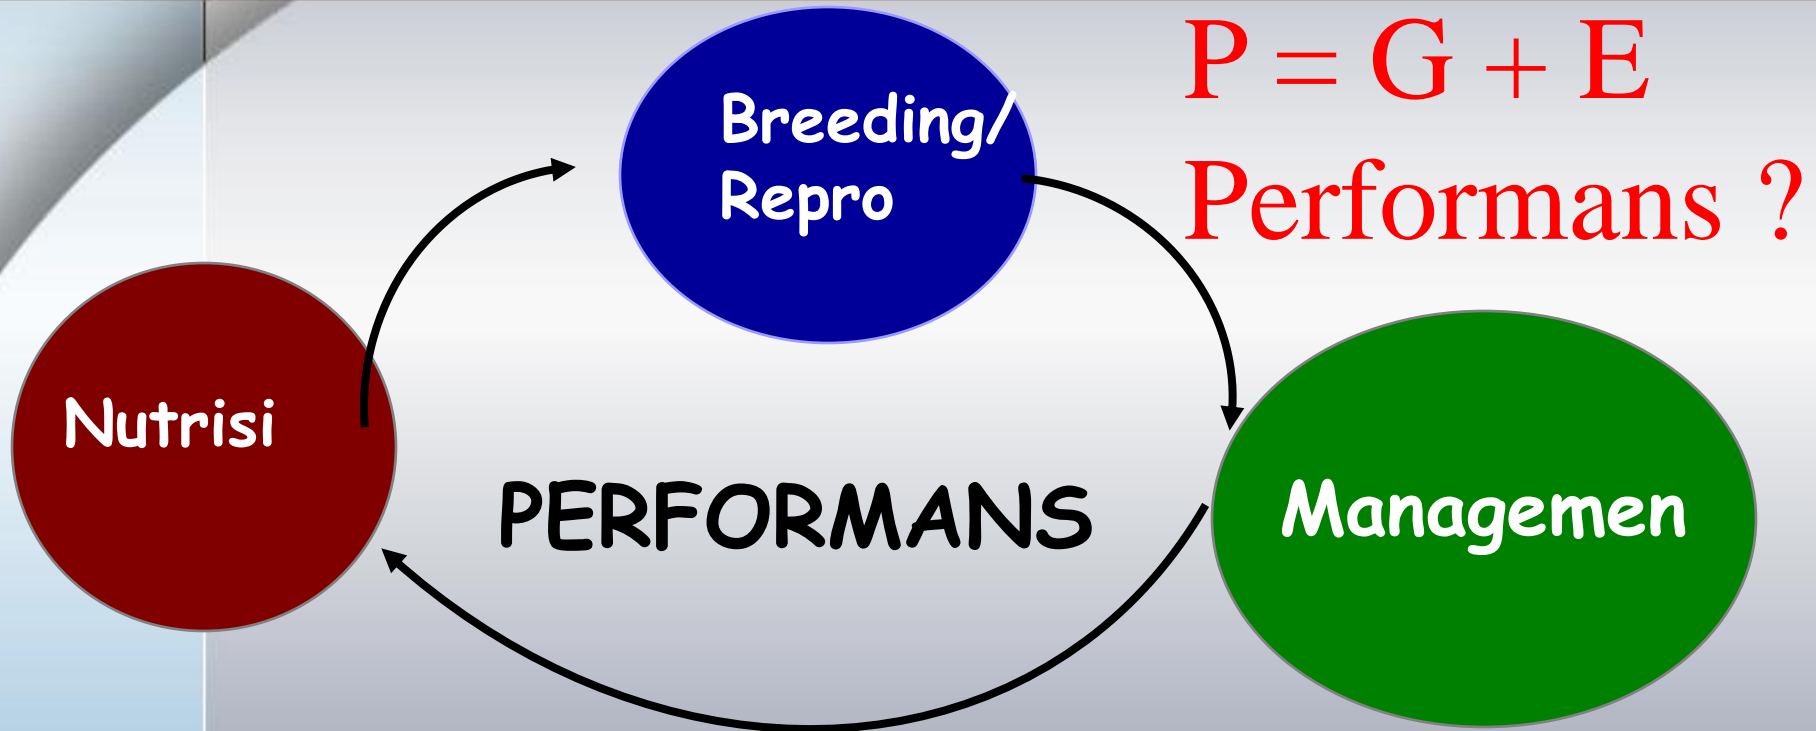 P = G + E
Performans ?
Breeding/
Repro
Nutrisi
PERFORMANS
Managemen